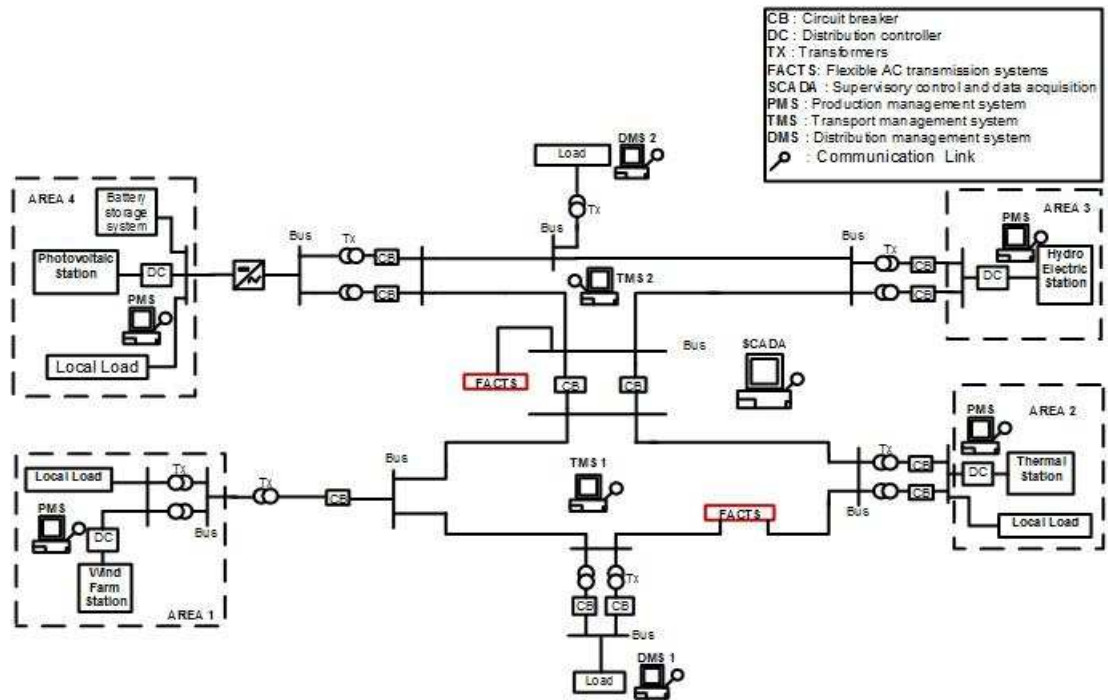 CB : Circuit breaker
DC : Distribution controller
TX : Transformers
FACTS: Flexible AC transmission systems
SCADA : Supervisory control and data acquisition
PMS : Production management system
TMS : Transport management system
DMS : Distribution management system
: Communication Link
DMS 2
Load
Tx
AREA 4
Battery
storage
system
Photovoltaic
Station
DC
PMS
Local Load
Bus
Tx
CB
CB
Bus
TMS 2
Bus
Tx
CB
CB
AREA 3
PMS
DC
Hydro
Electric
Station
Bus
FACTS
CB
CB
SCADA
AREA 2
PMS
Tx
CB
CB
DC
Thermal
Station
Local Load
Bus
AREA 1
Local Load
Tx
PMS
DC
Wind
Farm
Station
Bus
Tx
CB
Bus
TMS 1
FACTS
Tx
CB
CB
Bus
DMS 1
Load